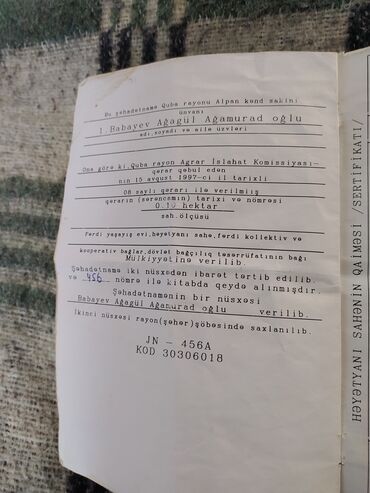 Bu şəhadətnamə Quba rayonu Alpan kənd sakini
ünvanı
1.Babayev Ağagül Ağamurad oğlu
adı, soyadı və ailə üzvləri
Ona görə ki, Quba rayon Aqrar İslahat Komissiyası-
qərar qəbul edən
nın 15 avqust 1997-ci il tarixli
08 saylı qərarı ilə verilmiş
qərarın (sərəncamın) tarixi və nömrəsi
0.10 hektar
sah.ölçüsü
Fərdi yaşayış evi,həyətyanı sahə,fərdi kollektiv və
kooperativ bağlar,dövlət bağçılıq təsərrüfatının bağı
Mülkiyyətinə verilib.
Şəhadətnamə iki nüsxədən ibarət tərtib edilib.
və 456 nömrə ilə kitabda qeydə alınmışdır.
Şəhadətnamənin bir nüsxəsi
Babayev Ağagül Ağamurad oğlu verilib.
İkinci nüsxəsi rayon(şəhər)şöbəsində saxlanılıb.
JN - 456A
KOD 30306018
HƏYƏTYANI SAHƏNİN QAİMƏSİ /SERTİFİKATI/